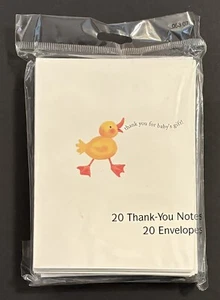 thank you for baby's gift!
20 Thank-You Notes
20 Envelopes